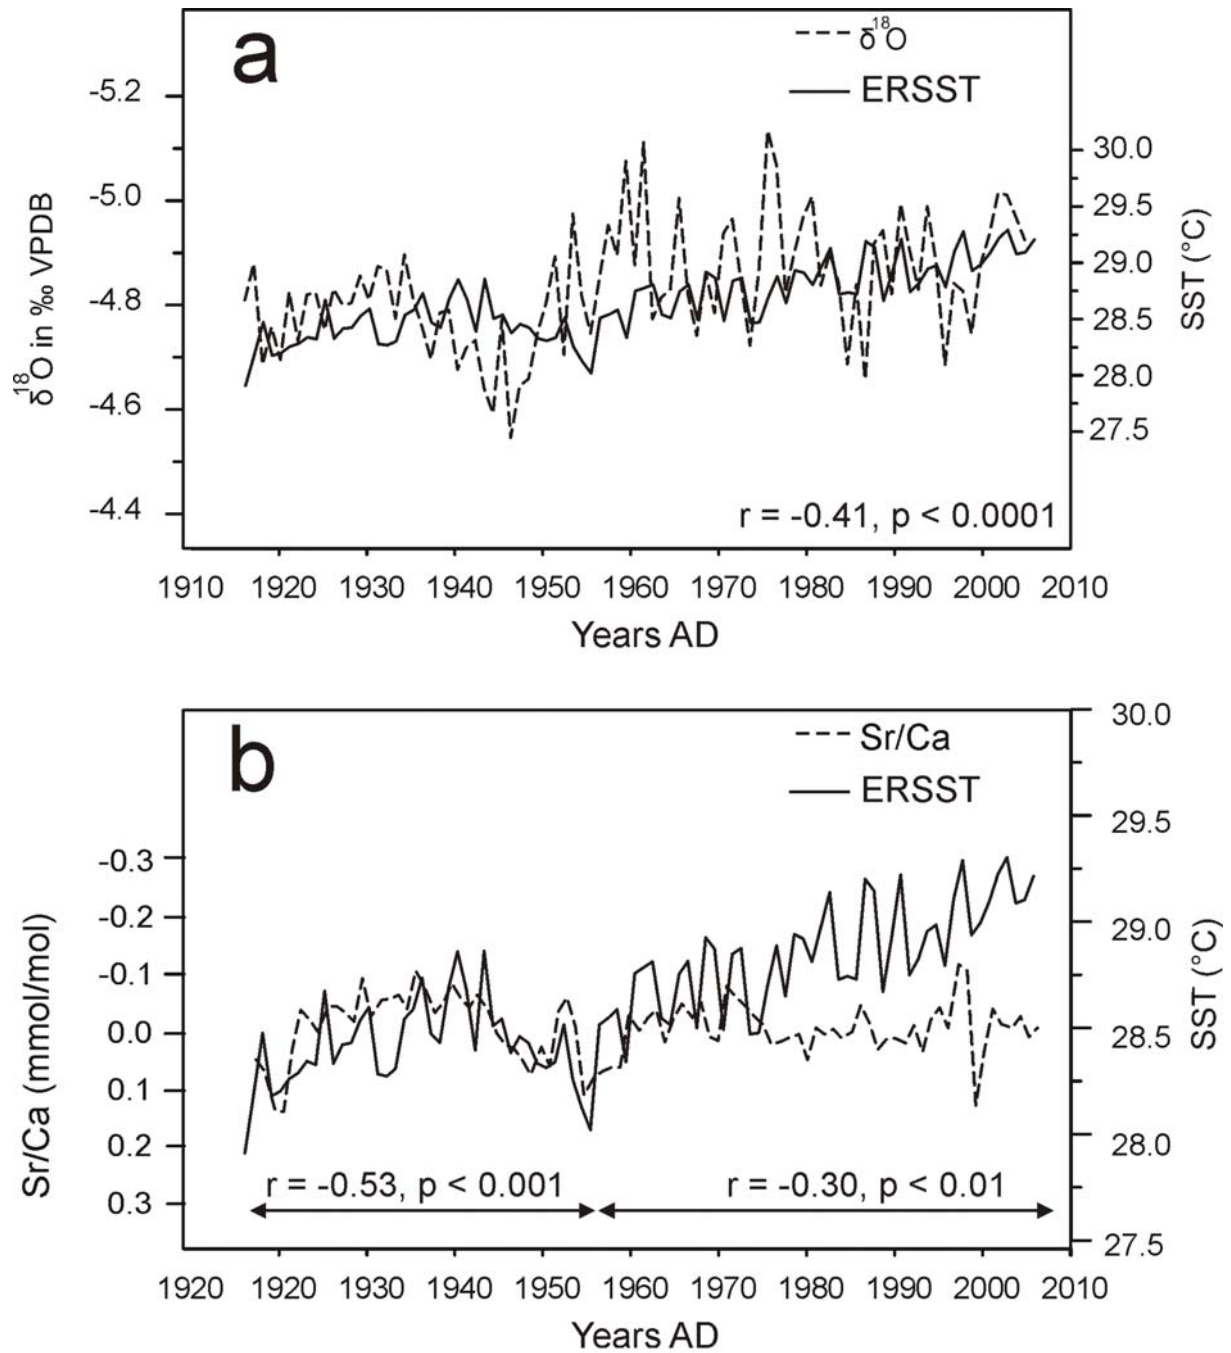 a
δ18O
ERSST
-5.2
-5.0
-4.8
-4.6
-4.4
δ18O in ‰ VPDB
30.0
29.5
29.0
28.5
28.0
27.5
SST (°C)
r = -0.41, p < 0.0001
1910 1920 1930 1940 1950 1960 1970 1980 1990 2000 2010
Years AD
b
Sr/Ca
ERSST
-0.3
-0.2
-0.1
0.0
0.1
0.2
0.3
Sr/Ca (mmol/mol)
30.0
29.5
29.0
28.5
28.0
27.5
SST (°C)
r = -0.53, p < 0.001
r = -0.30, p < 0.01
1920 1920 1930 1940 1950 1960 1970 1980 1990 2000 2010
Years AD